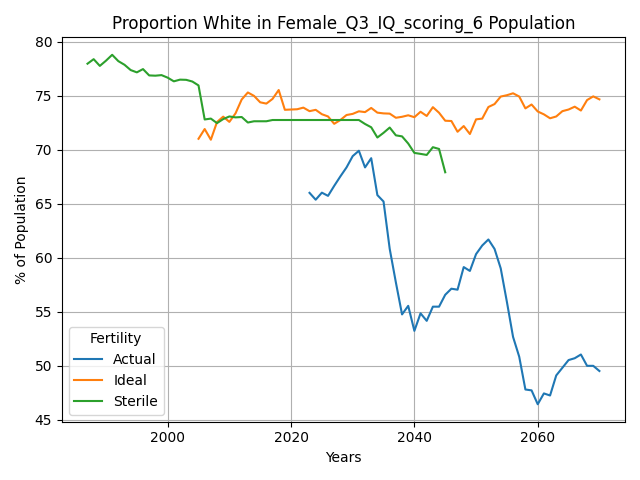 Proportion White in Female_Q3_IQ_scoring_6 Population
% of Population
80
75
70
65
60
55
50
45
Fertility
Actual
Ideal
Sterile
2000
2020
2040
2060
Years